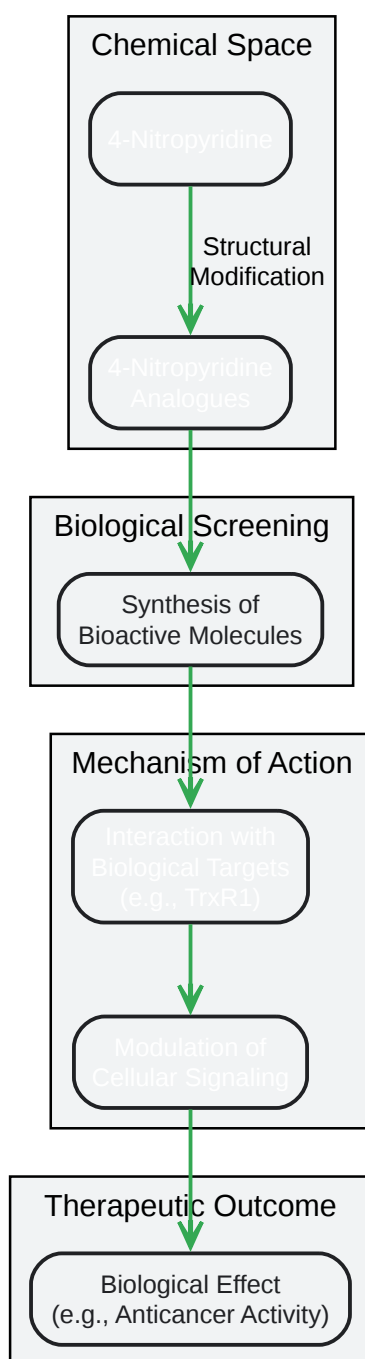 Chemical Space
4-Nitropyridine
Structural
Modification
4-Nitropyridine
Analogues
Biological Screening
Synthesis of
Bioactive Molecules
Mechanism of Action
Interaction with
Biological Targets
(e.g., TrxR1)
Modulation of
Cellular Signaling
Therapeutic Outcome
Biological Effect
(e.g., Anticancer Activity)